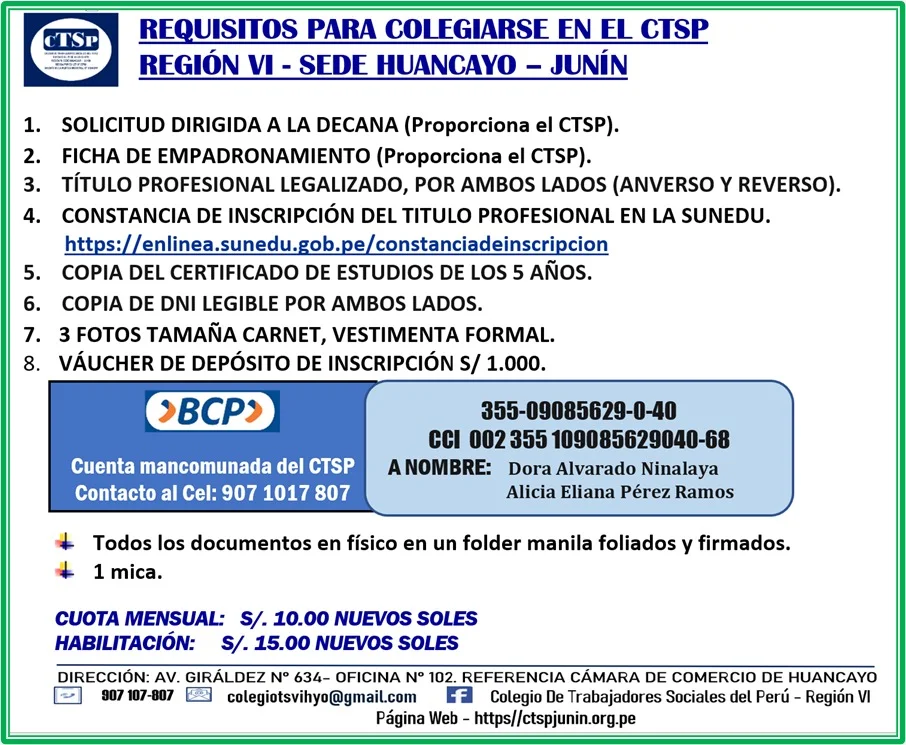 CTSP
REQUISITOS PARA COLEGIARSE EN EL CTSP
REGIÓN VI - SEDE HUANCAYO – JUNÍN
1. SOLICITUD DIRIGIDA A LA DECANA (Proporciona el CTSP).
2. FICHA DE EMPADRONAMIENTO (Proporciona el CTSP).
3. TÍTULO PROFESIONAL LEGALIZADO, POR AMBOS LADOS (ANVERSO Y REVERSO).
4. CONSTANCIA DE INSCRIPCIÓN DEL TITULO PROFESIONAL EN LA SUNEDU.
https://enlinea.sunedu.gob.pe/constanciadeinscripcion
5. COPIA DEL CERTIFICADO DE ESTUDIOS DE LOS 5 AÑOS.
6. COPIA DE DNI LEGIBLE POR AMBOS LADOS.
7. 3 FOTOS TAMAÑA CARNET, VESTIMENTA FORMAL.
8. VÁUCHER DE DEPÓSITO DE INSCRIPCIÓN S/ 1.000.
BCP
Cuenta mancomunada del CTSP
Contacto al Cel: 907 1017 807
355-09085629-0-40
CCI 002 355 109085629040-68
A NOMBRE: Dora Alvarado Ninalaya
Alicia Eliana Pérez Ramos
Todos los documentos en físico en un folder manila foliados y firmados.
1 mica.
CUOTA MENSUAL: S/. 10.00 NUEVOS SOLES
HABILITACIÓN: S/. 15.00 NUEVOS SOLES
DIRECCIÓN: AV. GIRÁLDEZ Nº 634– OFICINA Nº 102. REFERENCIA CÁMARA DE COMERCIO DE HUANCAYO
907 107-807 colegiotsvihyo@gmail.com Colegio De Trabajadores Sociales del Perú - Región VI
Página Web - https//ctspjunin.org.pe